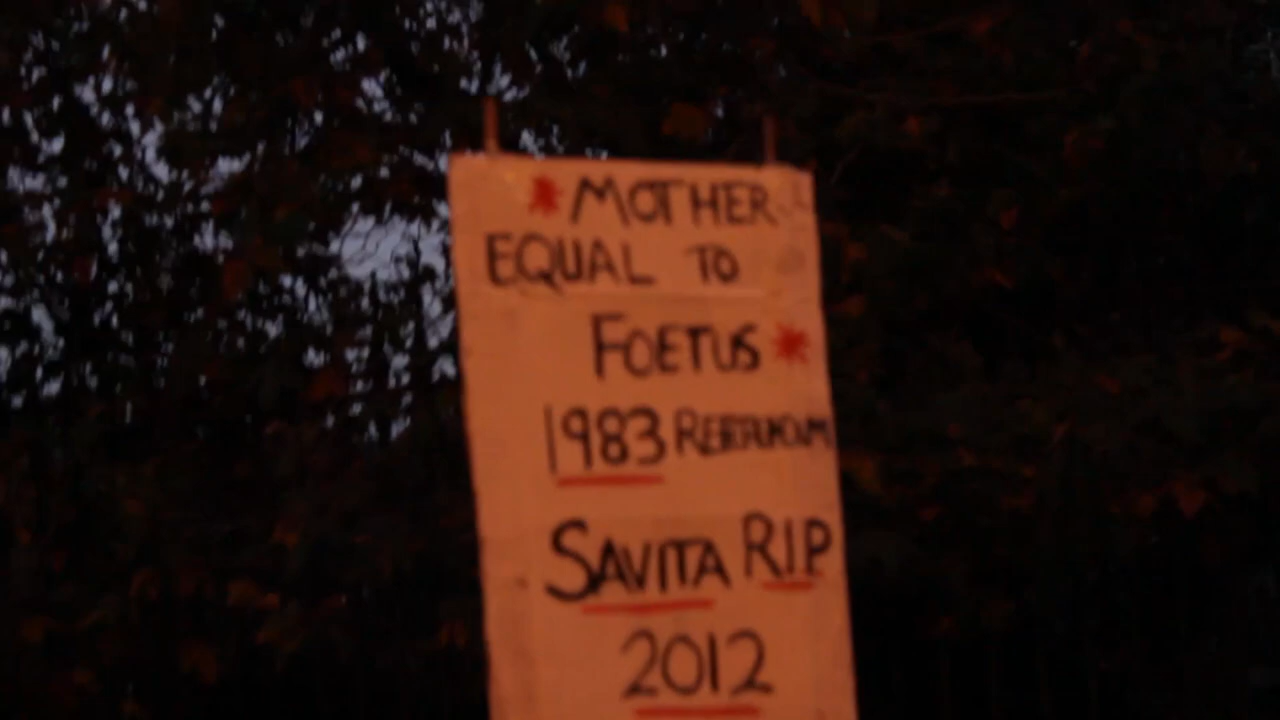 *MOTHER
EQUAL TO
FOETUS*
1983
SAVITA RIP
2012